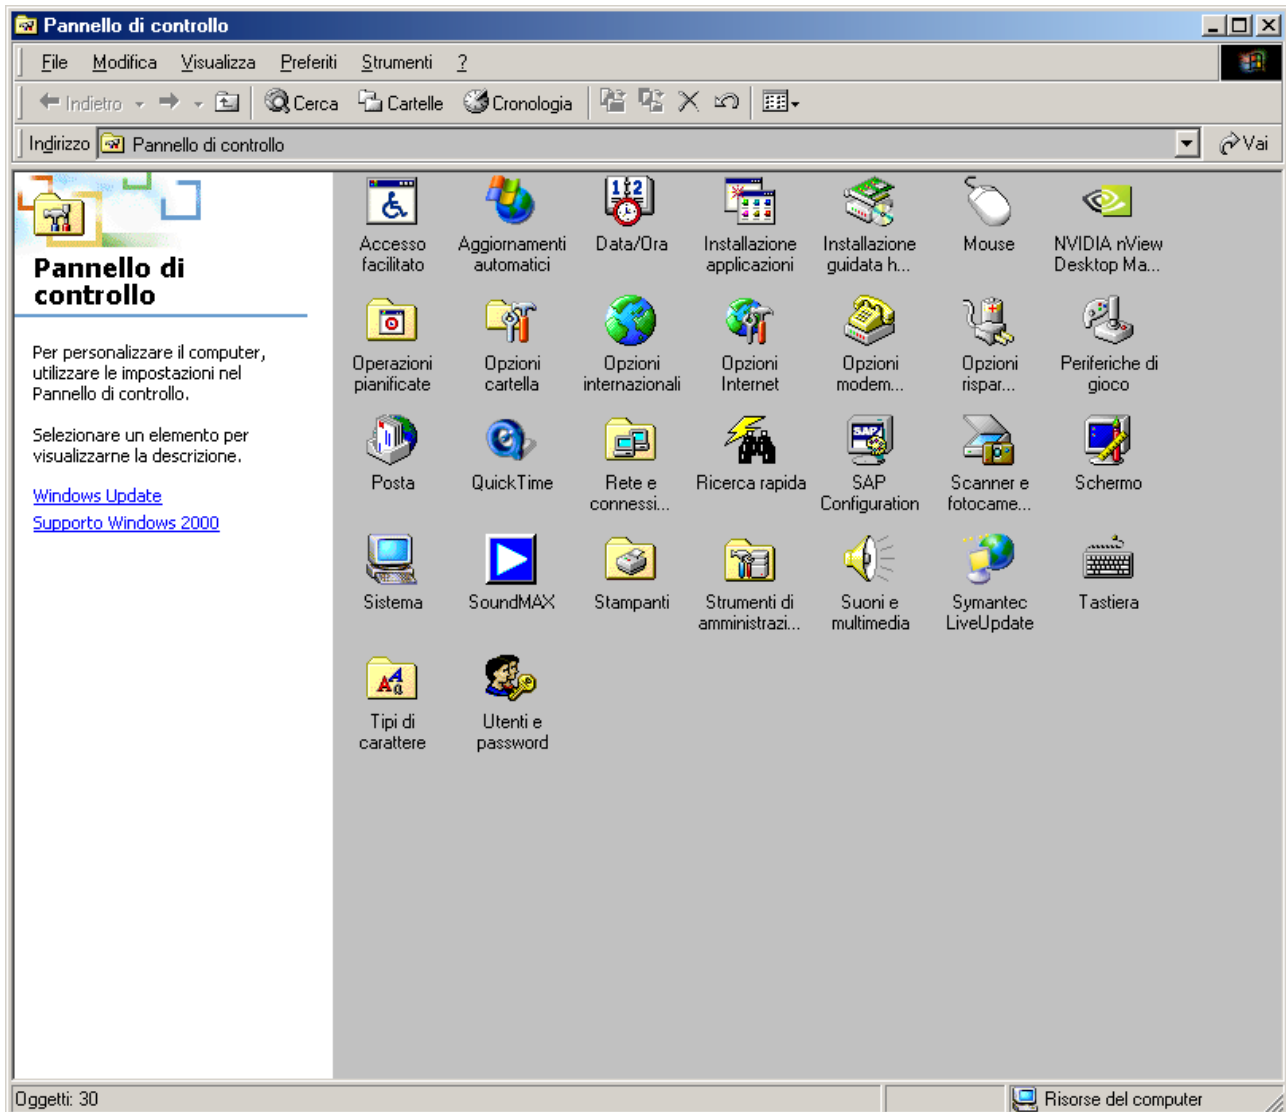 Pannello di controllo
File Modifica Visualizza Preferiti Strumenti ?
Indietro Cerca Cartelle Cronologia
Indirizzo Pannello di controllo Vai
Pannello di
controllo
Per personalizzare il computer,
utilizzare le impostazioni nel
Pannello di controllo.
Selezionare un elemento per
visualizzarne la descrizione.
Windows Update
Supporto Windows 2000
Accesso
facilitato
Aggiornamenti
automatici
Data/Ora
Installazione
applicazioni
Installazione
guidata h...
Mouse
NVIDIA nView
Desktop Ma...
Operazioni
pianificate
Opzioni
cartella
Opzioni
internazionali
Opzioni
Internet
Opzioni
modem...
Opzioni
rispar...
Periferiche di
gioco
Posta
QuickTime
Rete e
connessi...
Ricerca rapida
SAP
SAP
Configuration
Scanner e
fotocame...
Schermo
Sistema
SoundMAX
Stampanti
Strumenti di
amministrazi...
Suoni e
multimedia
Symantec
LiveUpdate
Tastiera
Tipi di
carattere
Utenti e
password
Oggetti: 30
Risorse del computer